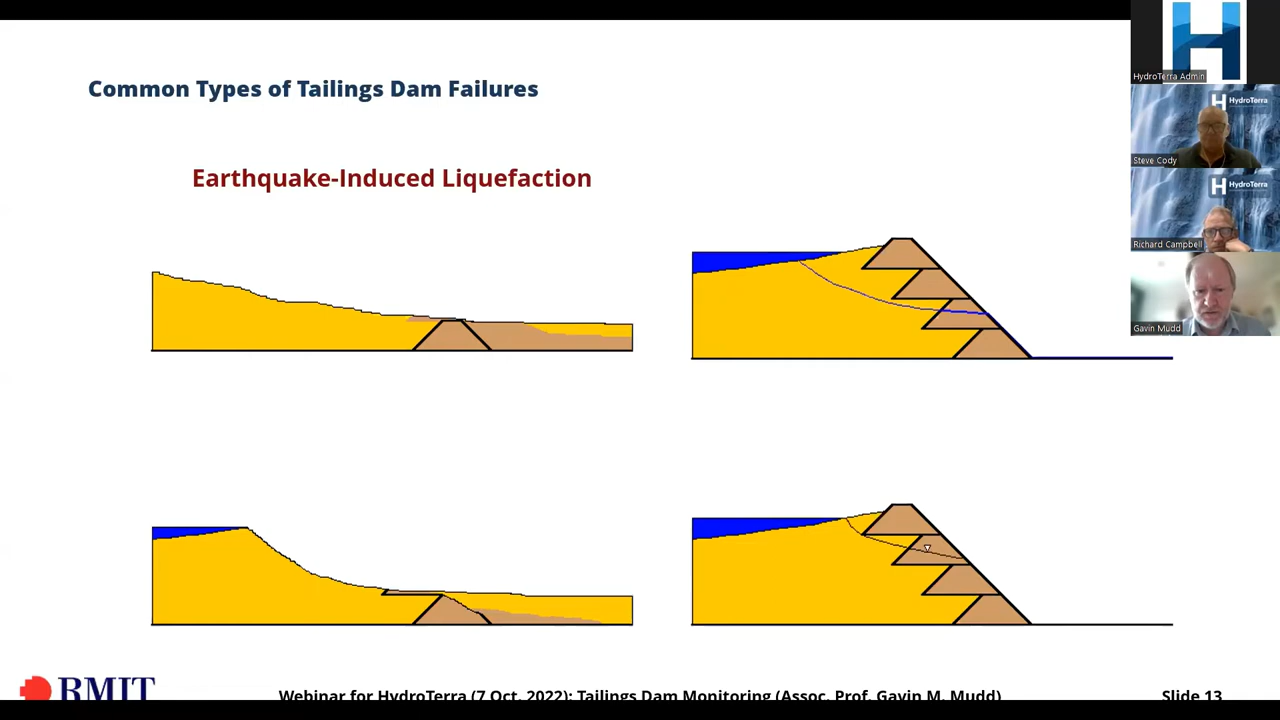 Common Types of Tailings Dam Failures
Earthquake-Induced Liquefaction
HydroTerra Admin
HydroTerra
Steve Cody
HydroTerra
Richard Campbell
Gavin Mudd
RMIT
Webinar for HydroTerra (7 Oct, 2022): Tailings Dam Monitoring (Assoc. Prof. Gavin M. Mudd)
Slide 13